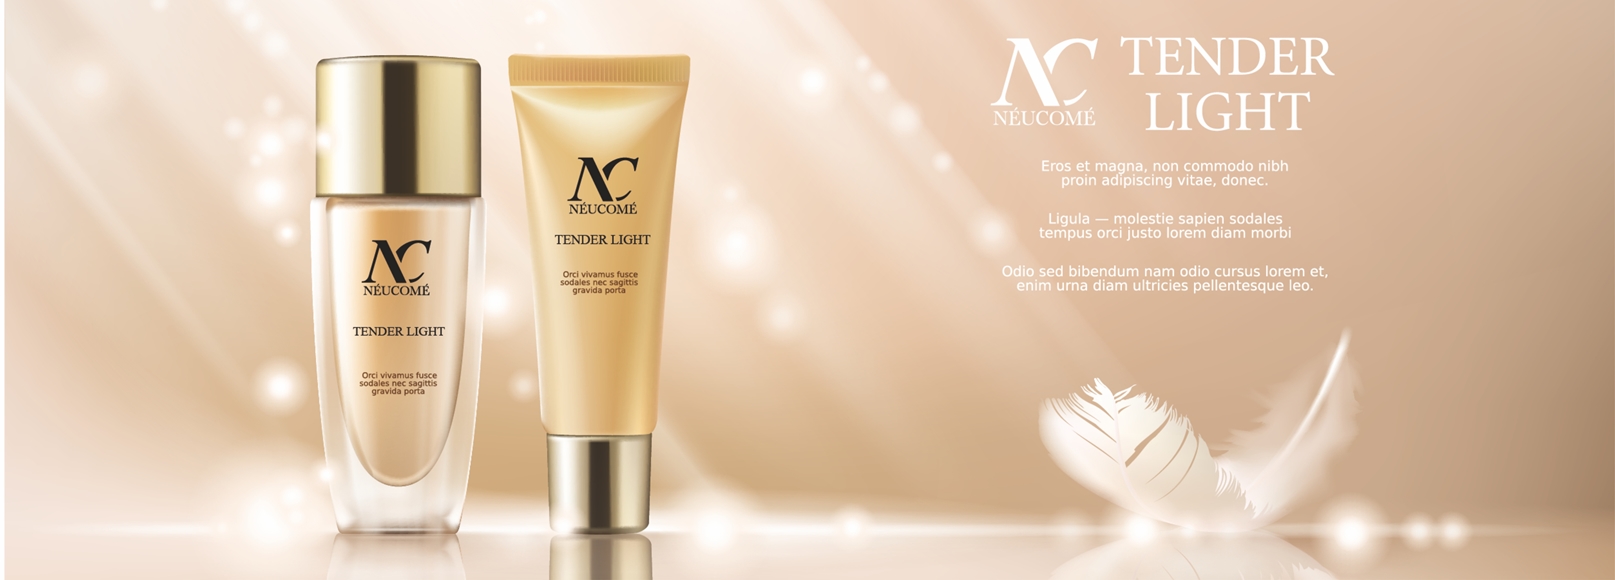 NC
NÉUCOMÉ
TENDER LIGHT
Orci vivamus fusce
sodales nec sagittis
gravida porta
NC
NÉUCOMÉ
TENDER LIGHT
Orci vivamus fusce
sodales nec sagittis
gravida porta
NC
NÉUCOMÉ
TENDER
LIGHT
Eros et magna, non commodo nibh
proin adipiscing vitae, donec.
Ligula — molestie sapien sodales
tempus orci justo lorem diam morbi
Odio sed bibendum nam odio cursus lorem et,
enim urna diam ultricies pellentesque leo.